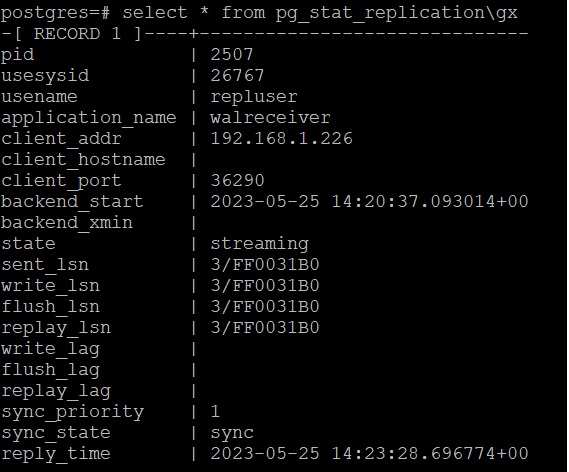 postgres=# select * from pg_stat_replication\gx
-[ RECORD 1 ]----+------------------------------
pid              | 2507
usesysid         | 26767
usename          | repluser
application_name | walreceiver
client_addr      | 192.168.1.226
client_hostname  |
client_port      | 36290
backend_start    | 2023-05-25 14:20:37.093014+00
backend_xmin     |
state            | streaming
sent_lsn         | 3/FF0031B0
write_lsn        | 3/FF0031B0
flush_lsn        | 3/FF0031B0
replay_lsn       | 3/FF0031B0
write_lag        |
flush_lag        |
replay_lag       |
sync_priority    | 1
sync_state       | sync
reply_time       | 2023-05-25 14:23:28.696774+00